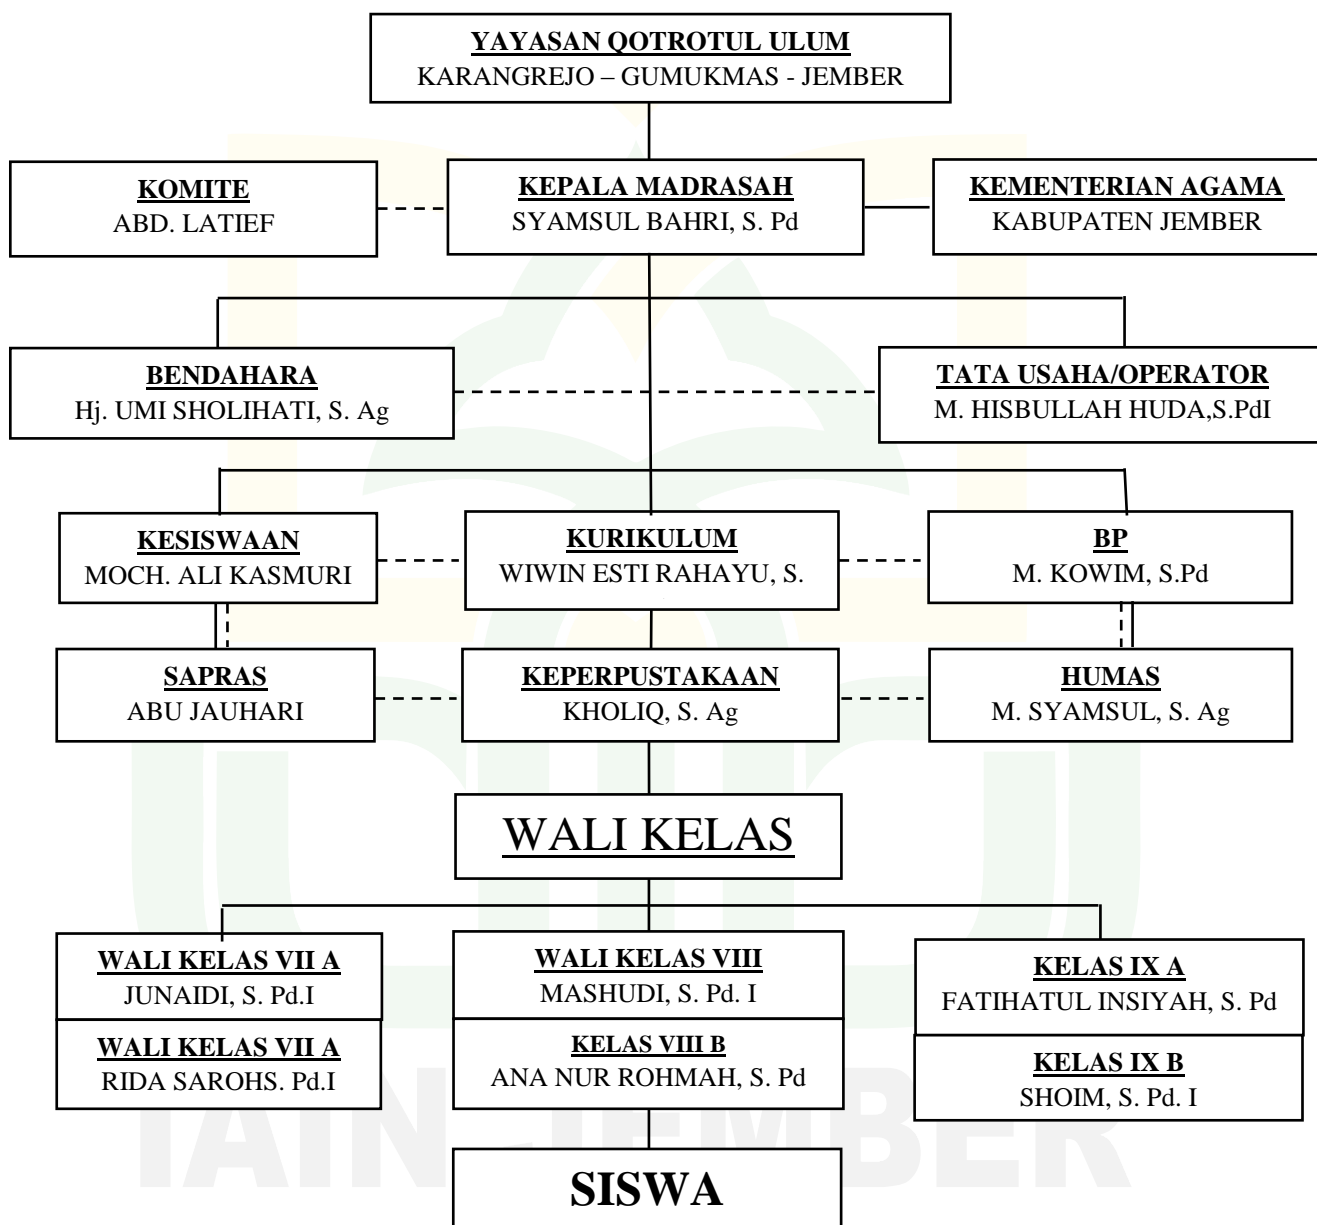 YAYASAN QOTROTUL ULUM
KARANGREJO – GUMUKMAS - JEMBER
KOMITE
ABD. LATIEF
KEPALA MADRASAH
SYAMSUL BAHRI, S. Pd
KEMENTERIAN AGAMA
KABUPATEN JEMBER
BENDAHARA
Hj. UMI SHOLIHATI, S. Ag
TATA USAHA/OPERATOR
M. HISBULLAH HUDA,S.PdI
KESISWAAN
MOCH. ALI KASMURI
KURIKULUM
WIWIN ESTI RAHAYU, S.
BP
M. KOWIM, S.Pd
SAPRAS
ABU JAUHARI
KEPERPUSTAKAAN
KHOLIQ, S. Ag
HUMAS
M. SYAMSUL, S. Ag
WALI KELAS
WALI KELAS VII A
JUNAIDI, S. Pd.I
WALI KELAS VII A
RIDA SAROHS. Pd.I
WALI KELAS VIII
MASHUDI, S. Pd. I
KELAS VIII B
ANA NUR ROHMAH, S. Pd
KELAS IX A
FATIHATUL INSIYAH, S. Pd
KELAS IX B
SHOIM, S. Pd. I
IAIN JEMBER
SISWA